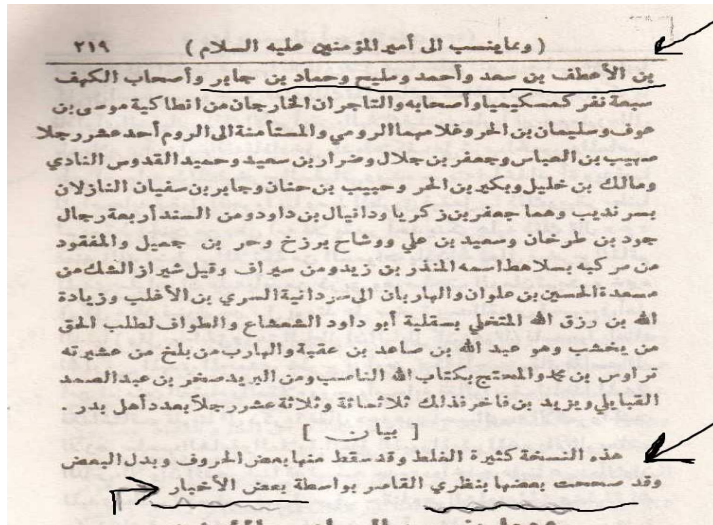 ( ومما ينسب الى أمير المؤمنين عليه السلام ) ٢١٩
بن الأعطف بن سعد وأحمد ومليح وحماد بن جابر وأصحاب الكهف
سبعة نفر كمسكيميا وأصحابه والتاجران الخارجان من انطاكية موسى بن
عوف وسليمان بن الحر وغلامهما الرومي والمستأمنة الى الروم أحد عشر رجلا
صهيب بن العباس وجعفر بن جلال وضرار بن سعيد وحميد القدوس النادي
ومالك بن خليل وبكير بن الحر وحبيب بن حنان وجابر بن سفيان النازلان
بسرنديب وهما جعفر بن زكريا ودانيال بن داود ومن السند أربعة رجال
جود بن طرخان وسعيد بن علي ووشاح برزخ وحر بن جميل والمفقود
من مركبه بسلاهط اسمه المنذر بن زيد ومن سيراف وقيل شيراز الشك من
مسعدة الحسين بن علوان والهاربان الى سردانية السري بن الأغلب وزيادة
الله بن رزق الله المتخلي بسقلية أبو داود الشعشاع والطواف لطلب الحق
من يخشب وهو عبد الله بن صاعد بن عقبة والهارب من بلخ من عشيرته
تراوس بن محمد والمحتج بكتاب الله الناصب ومن البريد صخر بن عبد الصمد
القبايلي ويزيد بن فاخر فذلك ثلاثمائة وثلاثة عشر رجلاً بعدد أهل بدر .
[ بيان ]
هذه النسخة كثيرة الغلط وقد سقط منها بعض الحروف وبدل البعض
وقد صححت بعضها بنظري القاصر بواسطة بعض الأخبار